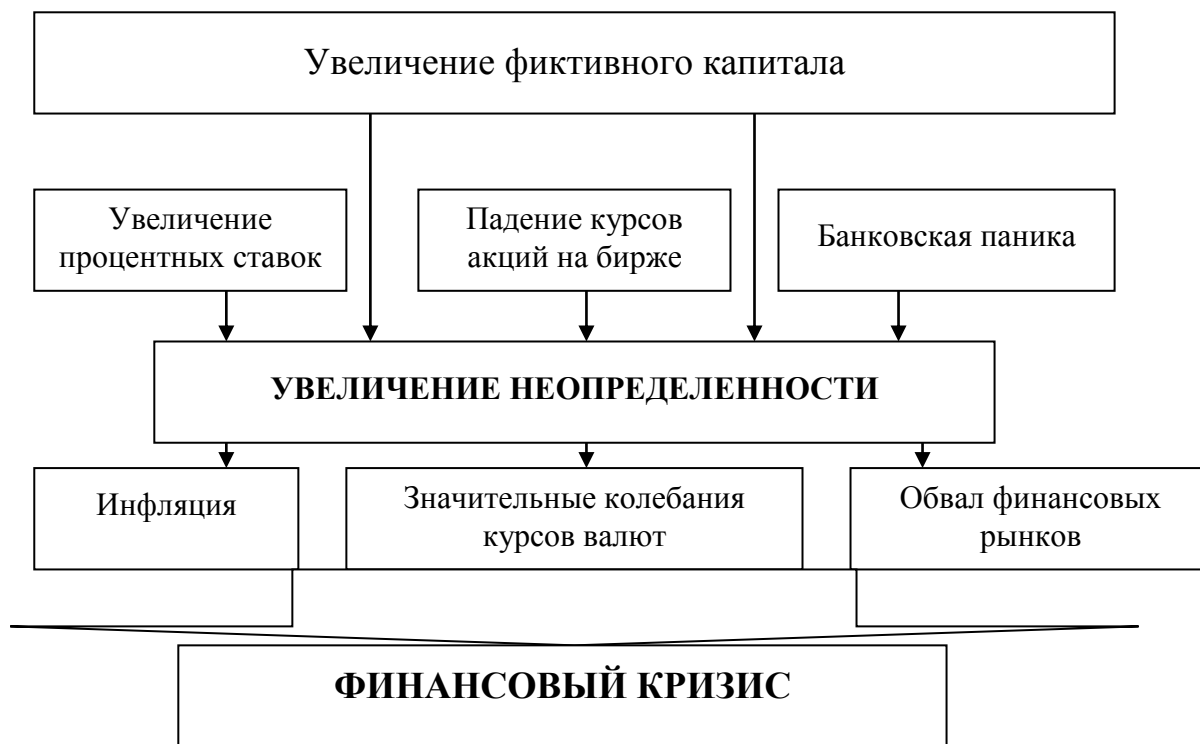 Увеличение фиктивного капитала
Увеличение
процентных ставок
Падение курсов
акций на бирже
Банковская паника
УВЕЛИЧЕНИЕ НЕОПРЕДЕЛЕННОСТИ
Инфляция
Значительные колебания
курсов валют
Обвал финансовых
рынков
ФИНАНСОВЫЙ КРИЗИС